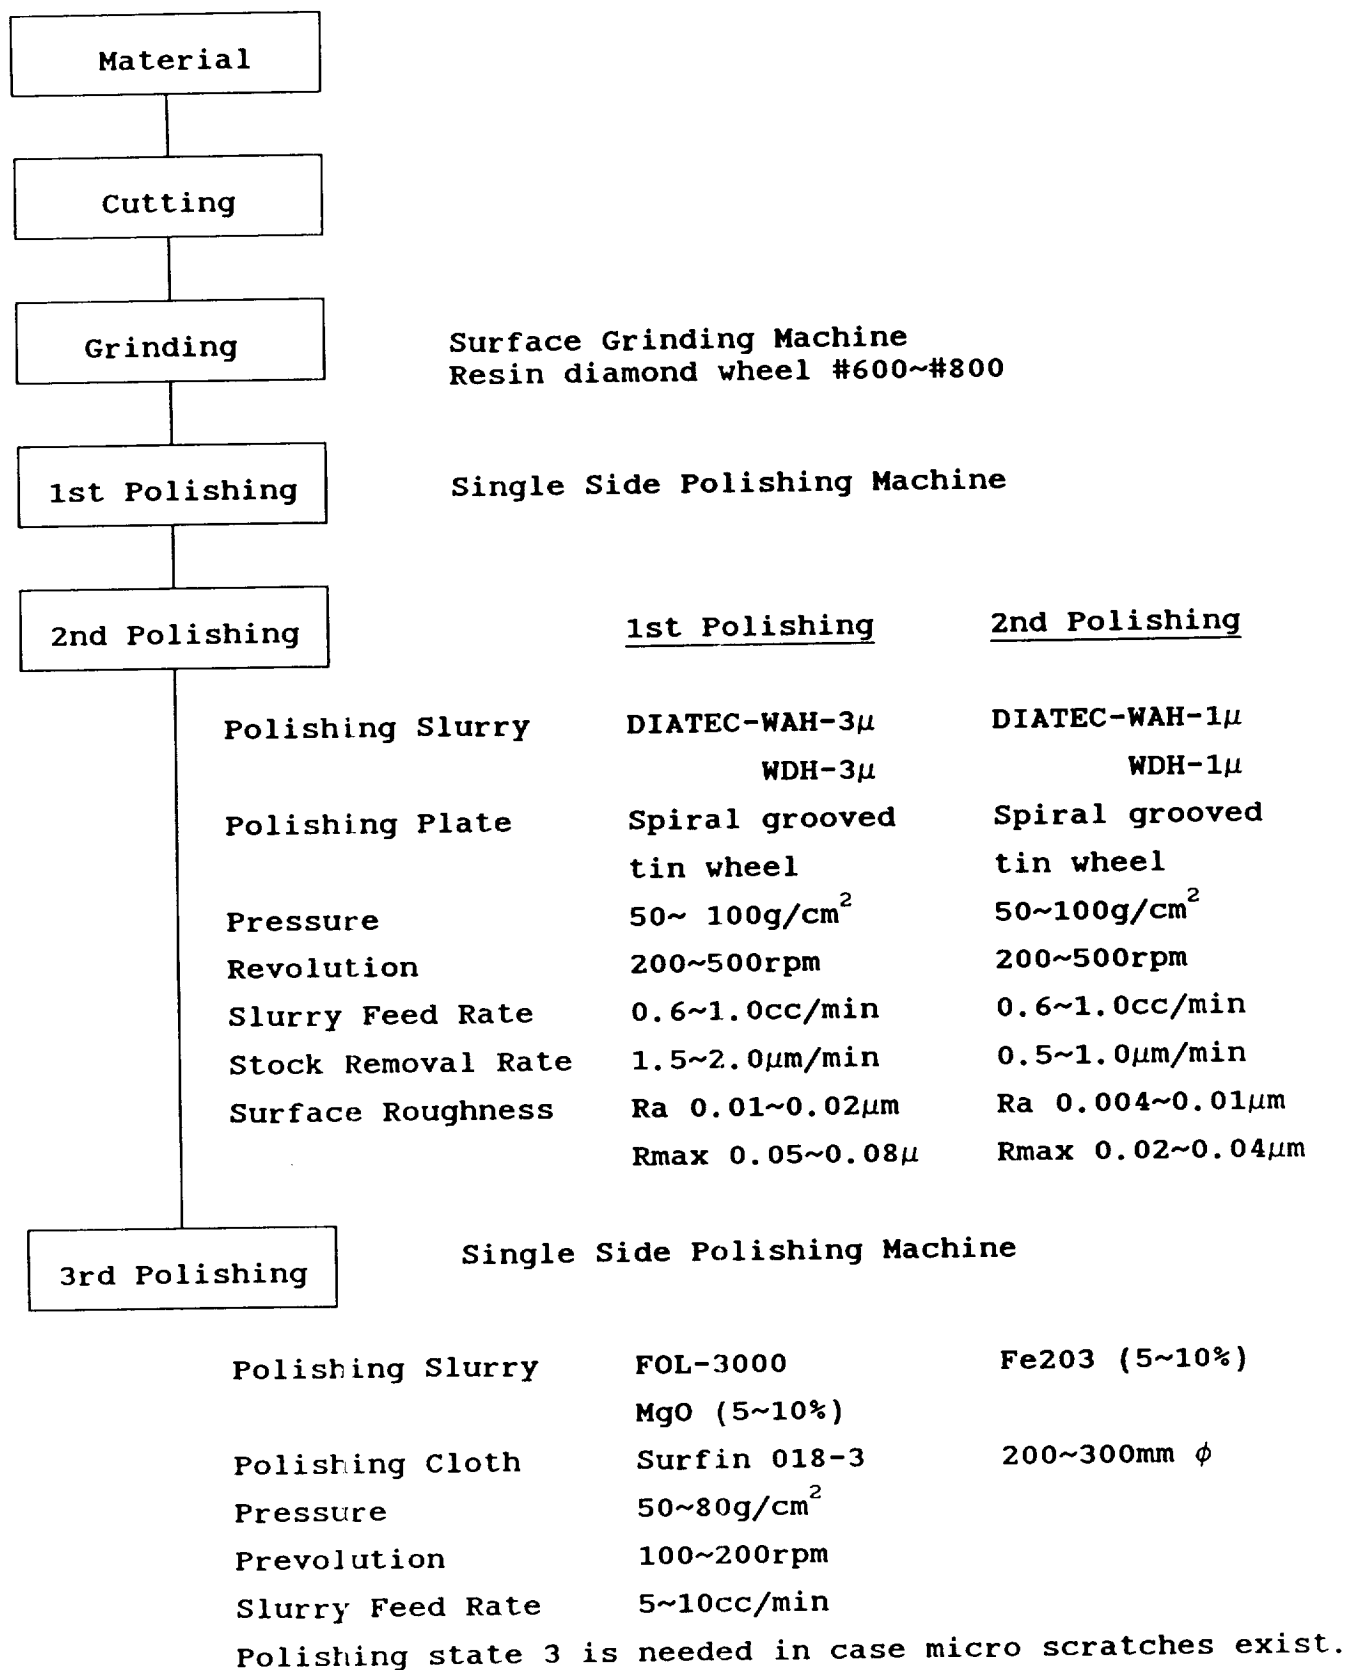 Material
Cutting
Grinding
Surface Grinding Machine
Resin diamond wheel #600~#800
1st Polishing
Single Side Polishing Machine
2nd Polishing
1st Polishing 2nd Polishing
Polishing Slurry DIATEC-WAH-3μ DIATEC-WAH-1μ
WDH-3μ WDH-1μ
Polishing Plate Spiral grooved Spiral grooved
tin wheel tin wheel
Pressure 50~ 100g/cm² 50~100g/cm²
Revolution 200~500rpm 200~500rpm
Slurry Feed Rate 0.6~1.0cc/min 0.6~1.0cc/min
Stock Removal Rate 1.5~2.0μm/min 0.5~1.0μm/min
Surface Roughness Ra 0.01~0.02μm Ra 0.004~0.01μm
Rmax 0.05~0.08μ Rmax 0.02~0.04μm
3rd Polishing
Single Side Polishing Machine
Polishing Slurry FOL-3000 Fe203 (5~10%)
MgO (5~10%)
Polishing Cloth Surfin 018-3 200~300mm ϕ
Pressure 50~80g/cm²
Prevolution 100~200rpm
Slurry Feed Rate 5~10cc/min
Polishing state 3 is needed in case micro scratches exist.